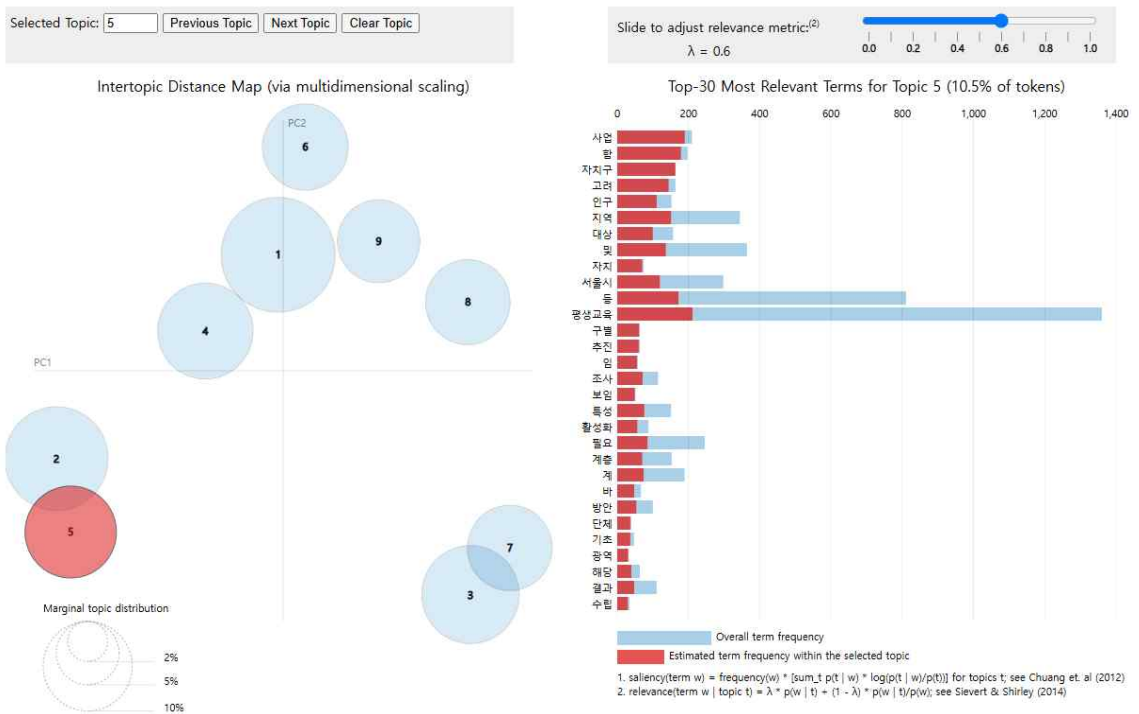 Selected Topic: 5 Previous Topic Next Topic Clear Topic
Slide to adjust relevance metric:(2)
λ = 0.6
0.0 0.2 0.4 0.6 0.8 1.0
Intertopic Distance Map (via multidimensional scaling)
PC2
PC1
6
1
9
8
4
2
5
7
3
Marginal topic distribution
2%
5%
10%
Top-30 Most Relevant Terms for Topic 5 (10.5% of tokens)
0 200 400 600 800 1,000 1,200 1,400
사업
함
자치구
고려
인구
지역
대상
및
자치
서울시
등
평생교육
구별
추진
임
조사
보임
특성
활성화
필요
계층
계
바
방안
단체
기초
광역
해당
결과
수립
Overall term frequency
Estimated term frequency within the selected topic
1. saliency(term w) = frequency(w) * [sum_t p(t | w) * log(p(t | w)/p(t))] for topics t; see Chuang et. al (2012)
2. relevance(term w | topic t) = λ * p(w | t) + (1 - λ) * p(w | t)/p(w); see Sievert & Shirley (2014)